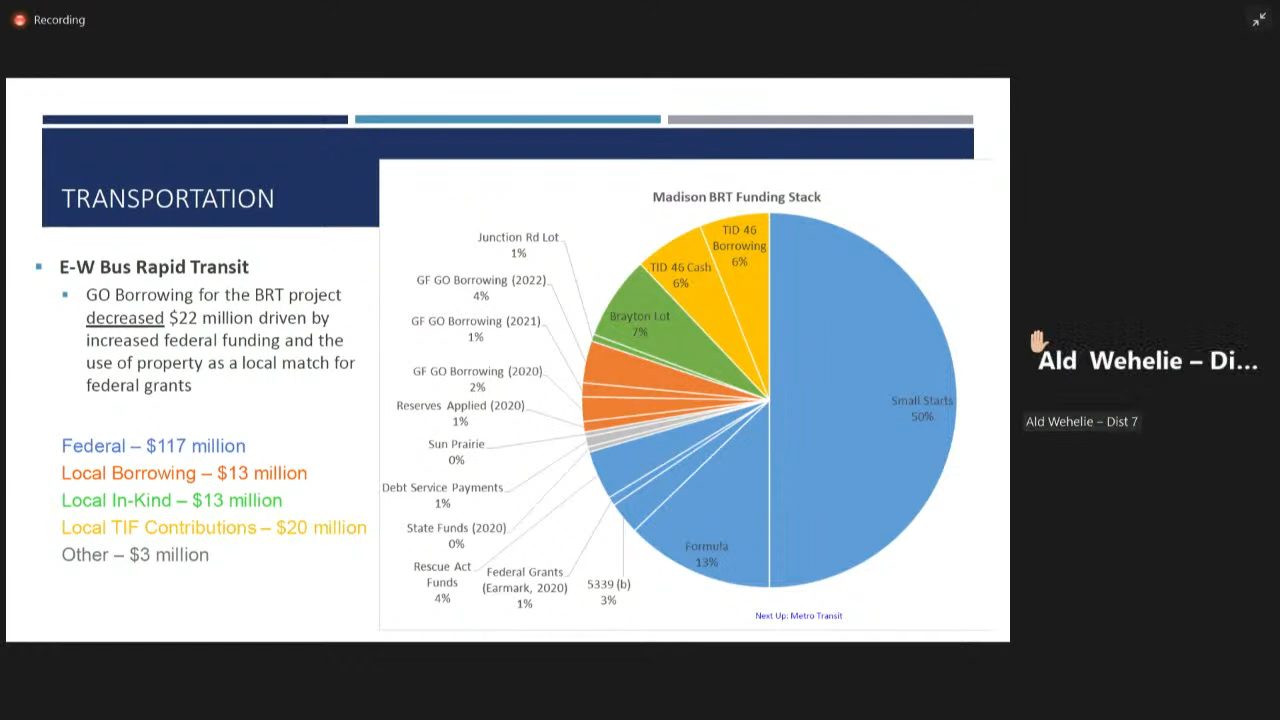 Recording
TRANSPORTATION
E-W Bus Rapid Transit
GO Borrowing for the BRT project
decreased $22 million driven by
increased federal funding and the
use of property as a local match for
federal grants
Federal – $117 million
Local Borrowing – $13 million
Local In-Kind – $13 million
Local TIF Contributions – $20 million
Other – $3 million
Madison BRT Funding Stack
Junction Rd Lot
1%
GF GO Borrowing (2022)
4%
GF GO Borrowing (2021)
1%
GF GO Borrowing (2020)
2%
Reserves Applied (2020)
1%
Sun Prairie
0%
Debt Service Payments
1%
State Funds (2020)
0%
Rescue Act
Funds
4%
Federal Grants
(Earmark, 2020)
1%
5339 (b)
3%
Formula
13%
Small Starts
50%
TID 46
Borrowing
6%
TID 46 Cash
6%
Brayton Lot
7%
Next Up: Metro Transit
Ald Wehelie – Di...
Ald Wehelie – Dist 7